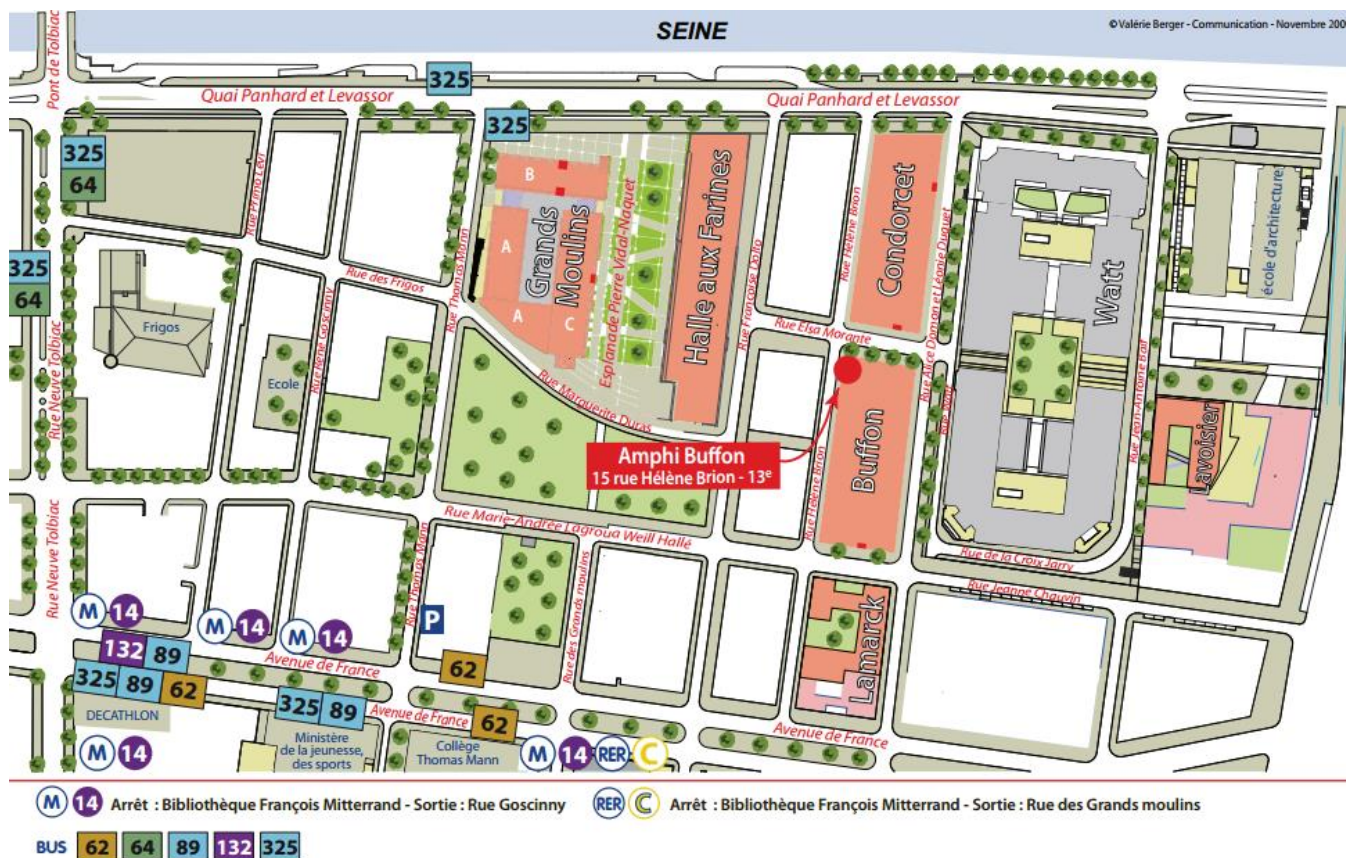 SEINE
©Valérie Berger - Communication - Novembre 200
Pont de Tolbiac
325
Quai Panhard et Levassor
Quai Panhard et Levassor
325
325
64
Rue Primo Levi
B
A
A
C
Grands
Moulins
Esplanade Pierre Vidal-Naquet
Halle aux Farines
Rue Françoise Dolto
Rue Hélène Brion
Condorcet
Rue Alice Domon et Léonie Duquet
Watt
école d'architecture
325
64
Rue des Frigos
Rue Thomas Mann
Rue Elsa Morante
Rue Jean-Antoine Baïf
Rue Neuve Tolbiac
Frigos
Ecole
Rue René Goscinny
Rue Marguerite Duras
Rue Watt
Amphi Buffon
15 rue Hélène Brion - 13e
Rue Hélène Brion
Buffon
Lavoisier
Rue Marie-Andrée Lagroua Weill Hallé
Rue de la Croix Jarry
Rue Jeanne Chauvin
Rue Neuve Tolbiac
Rue Thomas Mann
Rue des Grands moulins
Lamarck
M 14
M 14
M 14
P
132 89
Avenue de France
62
325 89 62
325 89
Avenue de France
62
Avenue de France
DECATHLON
Ministère
de la jeunesse,
des sports
Collège
Thomas Mann
M 14
M 14 RER C
M 14 Arrêt : Bibliothèque François Mitterrand - Sortie : Rue Goscinny
RER C Arrêt : Bibliothèque François Mitterrand - Sortie : Rue des Grands moulins
BUS 62 64 89 132 325